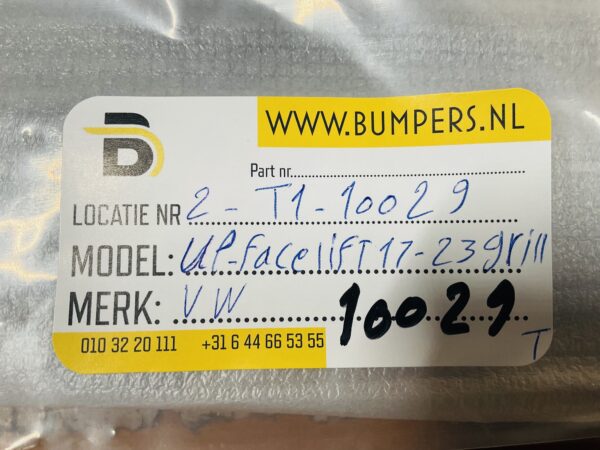 WWW.BUMPERS.NL
Part nr.
LOCATIE NR 2-T1-10029
MODEL: UP-facelift 17-23 grill
MERK: VW 10029
010 32 20 111 +31 6 44 66 53 55 T